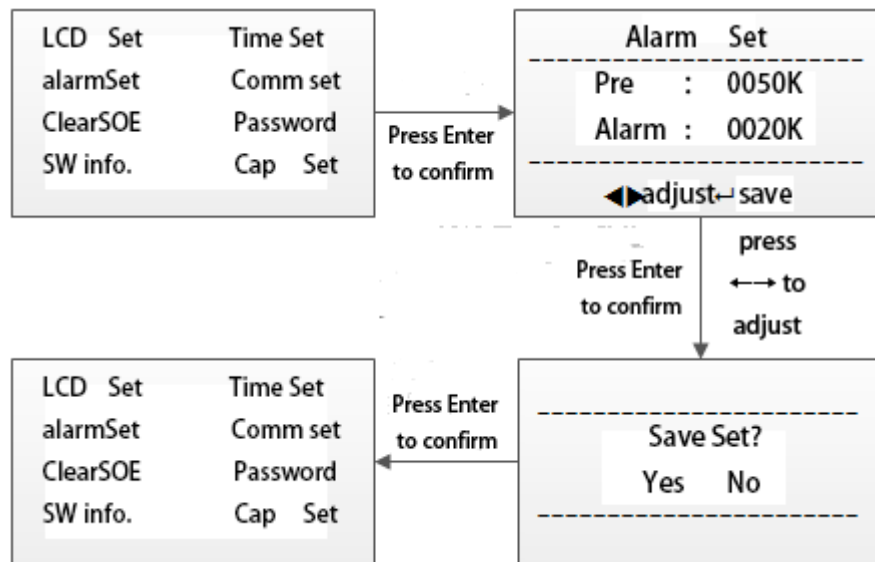 LCD Set Time Set
alarmSet Comm set
ClearSOE Password
SW info. Cap Set
Press Enter
to confirm
Alarm Set
Pre : 0050K
Alarm : 0020K
◀▶adjust↵ save
Press Enter
to confirm
press
←→ to
adjust
Save Set?
Yes No
Press Enter
to confirm
LCD Set Time Set
alarmSet Comm set
ClearSOE Password
SW info. Cap Set